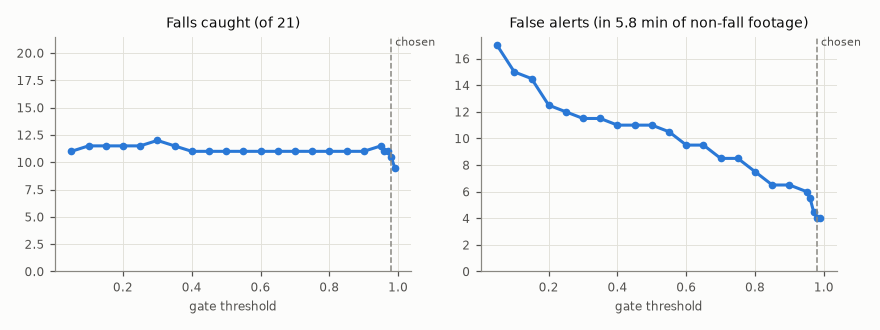 Falls caught (of 21)
chosen
20.0
17.5
15.0
12.5
10.0
7.5
5.0
2.5
0.0
0.2 0.4 0.6 0.8 1.0
gate threshold
False alerts (in 5.8 min of non-fall footage)
chosen
16
14
12
10
8
6
4
2
0
0.2 0.4 0.6 0.8 1.0
gate threshold